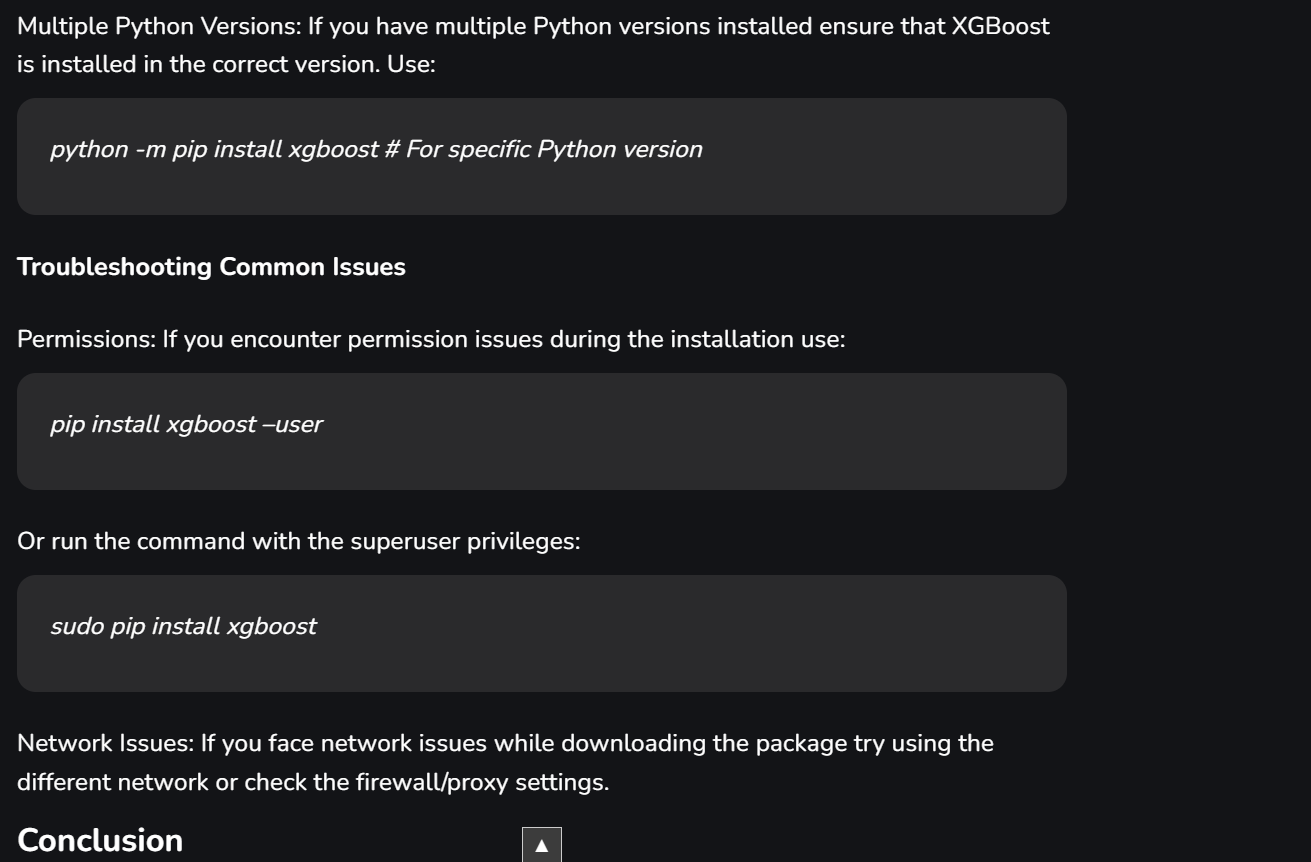 Multiple Python Versions: If you have multiple Python versions installed ensure that XGBoost
is installed in the correct version. Use:
python -m pip install xgboost # For specific Python version
Troubleshooting Common Issues
Permissions: If you encounter permission issues during the installation use:
pip install xgboost –user
Or run the command with the superuser privileges:
sudo pip install xgboost
Network Issues: If you face network issues while downloading the package try using the
different network or check the firewall/proxy settings.
Conclusion
▲